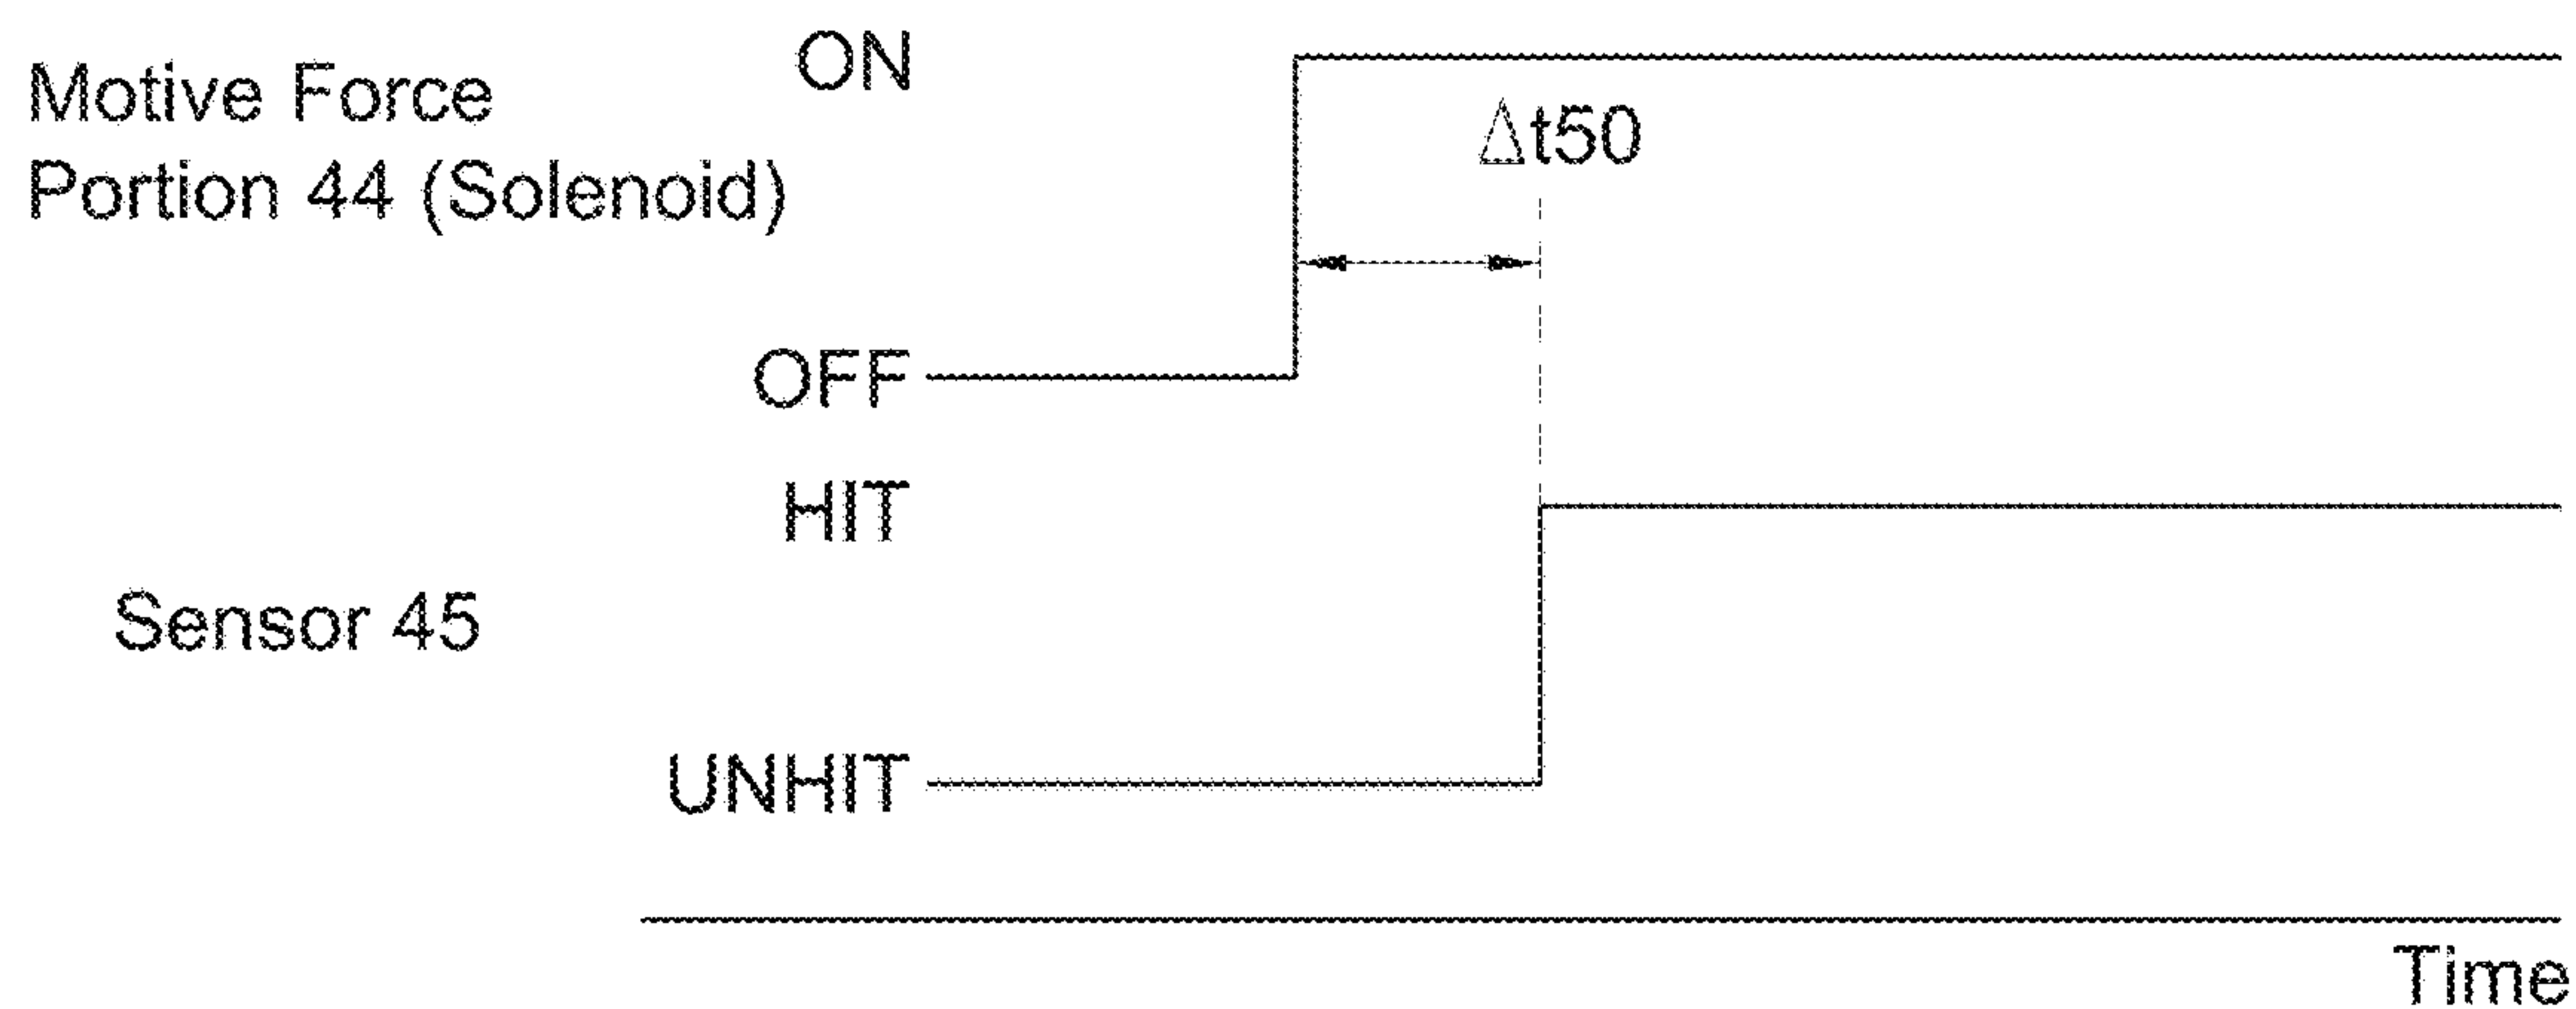 ON
Motive Force
Portion 44 (Solenoid)
Δt50
OFF
HIT
Sensor 45
UNHIT
Time